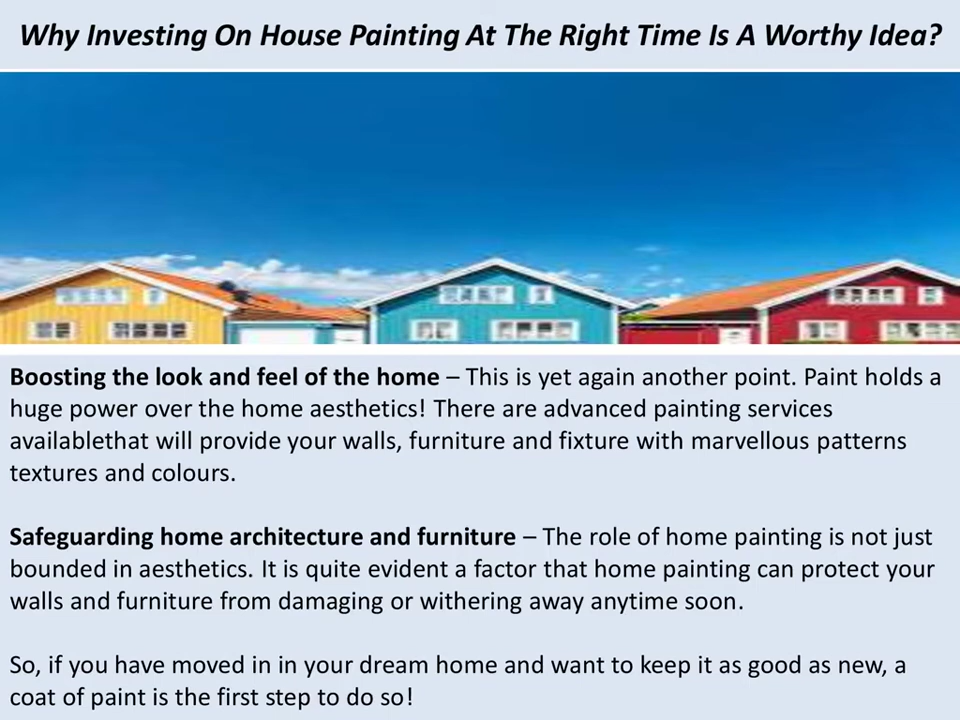 Why Investing On House Painting At The Right Time Is A Worthy Idea?
Boosting the look and feel of the home – This is yet again another point. Paint holds a
huge power over the home aesthetics! There are advanced painting services
availablethat will provide your walls, furniture and fixture with marvellous patterns
textures and colours.
Safeguarding home architecture and furniture – The role of home painting is not just
bounded in aesthetics. It is quite evident a factor that home painting can protect your
walls and furniture from damaging or withering away anytime soon.
So, if you have moved in in your dream home and want to keep it as good as new, a
coat of paint is the first step to do so!